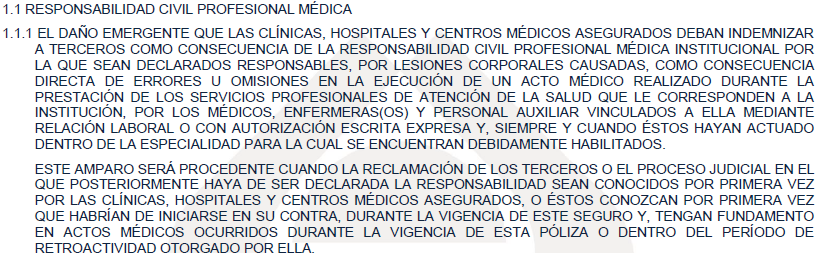 1.1 RESPONSABILIDAD CIVIL PROFESIONAL MÉDICA
1.1.1 EL DAÑO EMERGENTE QUE LAS CLÍNICAS, HOSPITALES Y CENTROS MÉDICOS ASEGURADOS DEBAN INDEMNIZAR
A TERCEROS COMO CONSECUENCIA DE LA RESPONSABILIDAD CIVIL PROFESIONAL MÉDICA INSTITUCIONAL POR
LA QUE SEAN DECLARADOS RESPONSABLES, POR LESIONES CORPORALES CAUSADAS, COMO CONSECUENCIA
DIRECTA DE ERRORES U OMISIONES EN LA EJECUCIÓN DE UN ACTO MÉDICO REALIZADO DURANTE LA
PRESTACIÓN DE LOS SERVICIOS PROFESIONALES DE ATENCIÓN DE LA SALUD QUE LE CORRESPONDEN A LA
INSTITUCIÓN, POR LOS MÉDICOS, ENFERMERAS(OS) Y PERSONAL AUXILIAR VINCULADOS A ELLA MEDIANTE
RELACIÓN LABORAL O CON AUTORIZACIÓN ESCRITA EXPRESA Y, SIEMPRE Y CUANDO ÉSTOS HAYAN ACTUADO
DENTRO DE LA ESPECIALIDAD PARA LA CUAL SE ENCUENTRAN DEBIDAMENTE HABILITADOS.
ESTE AMPARO SERÁ PROCEDENTE CUANDO LA RECLAMACIÓN DE LOS TERCEROS O EL PROCESO JUDICIAL EN EL
QUE POSTERIORMENTE HAYA DE SER DECLARADA LA RESPONSABILIDAD SEAN CONOCIDOS POR PRIMERA VEZ
POR LAS CLÍNICAS, HOSPITALES Y CENTROS MÉDICOS ASEGURADOS, O ÉSTOS CONOZCAN POR PRIMERA VEZ
QUE HABRÍAN DE INICIARSE EN SU CONTRA, DURANTE LA VIGENCIA DE ESTE SEGURO Y, TENGAN FUNDAMENTO
EN ACTOS MÉDICOS OCURRIDOS DURANTE LA VIGENCIA DE ESTA PÓLIZA O DENTRO DEL PERÍODO DE
RETROACTIVIDAD OTORGADO POR ELLA.